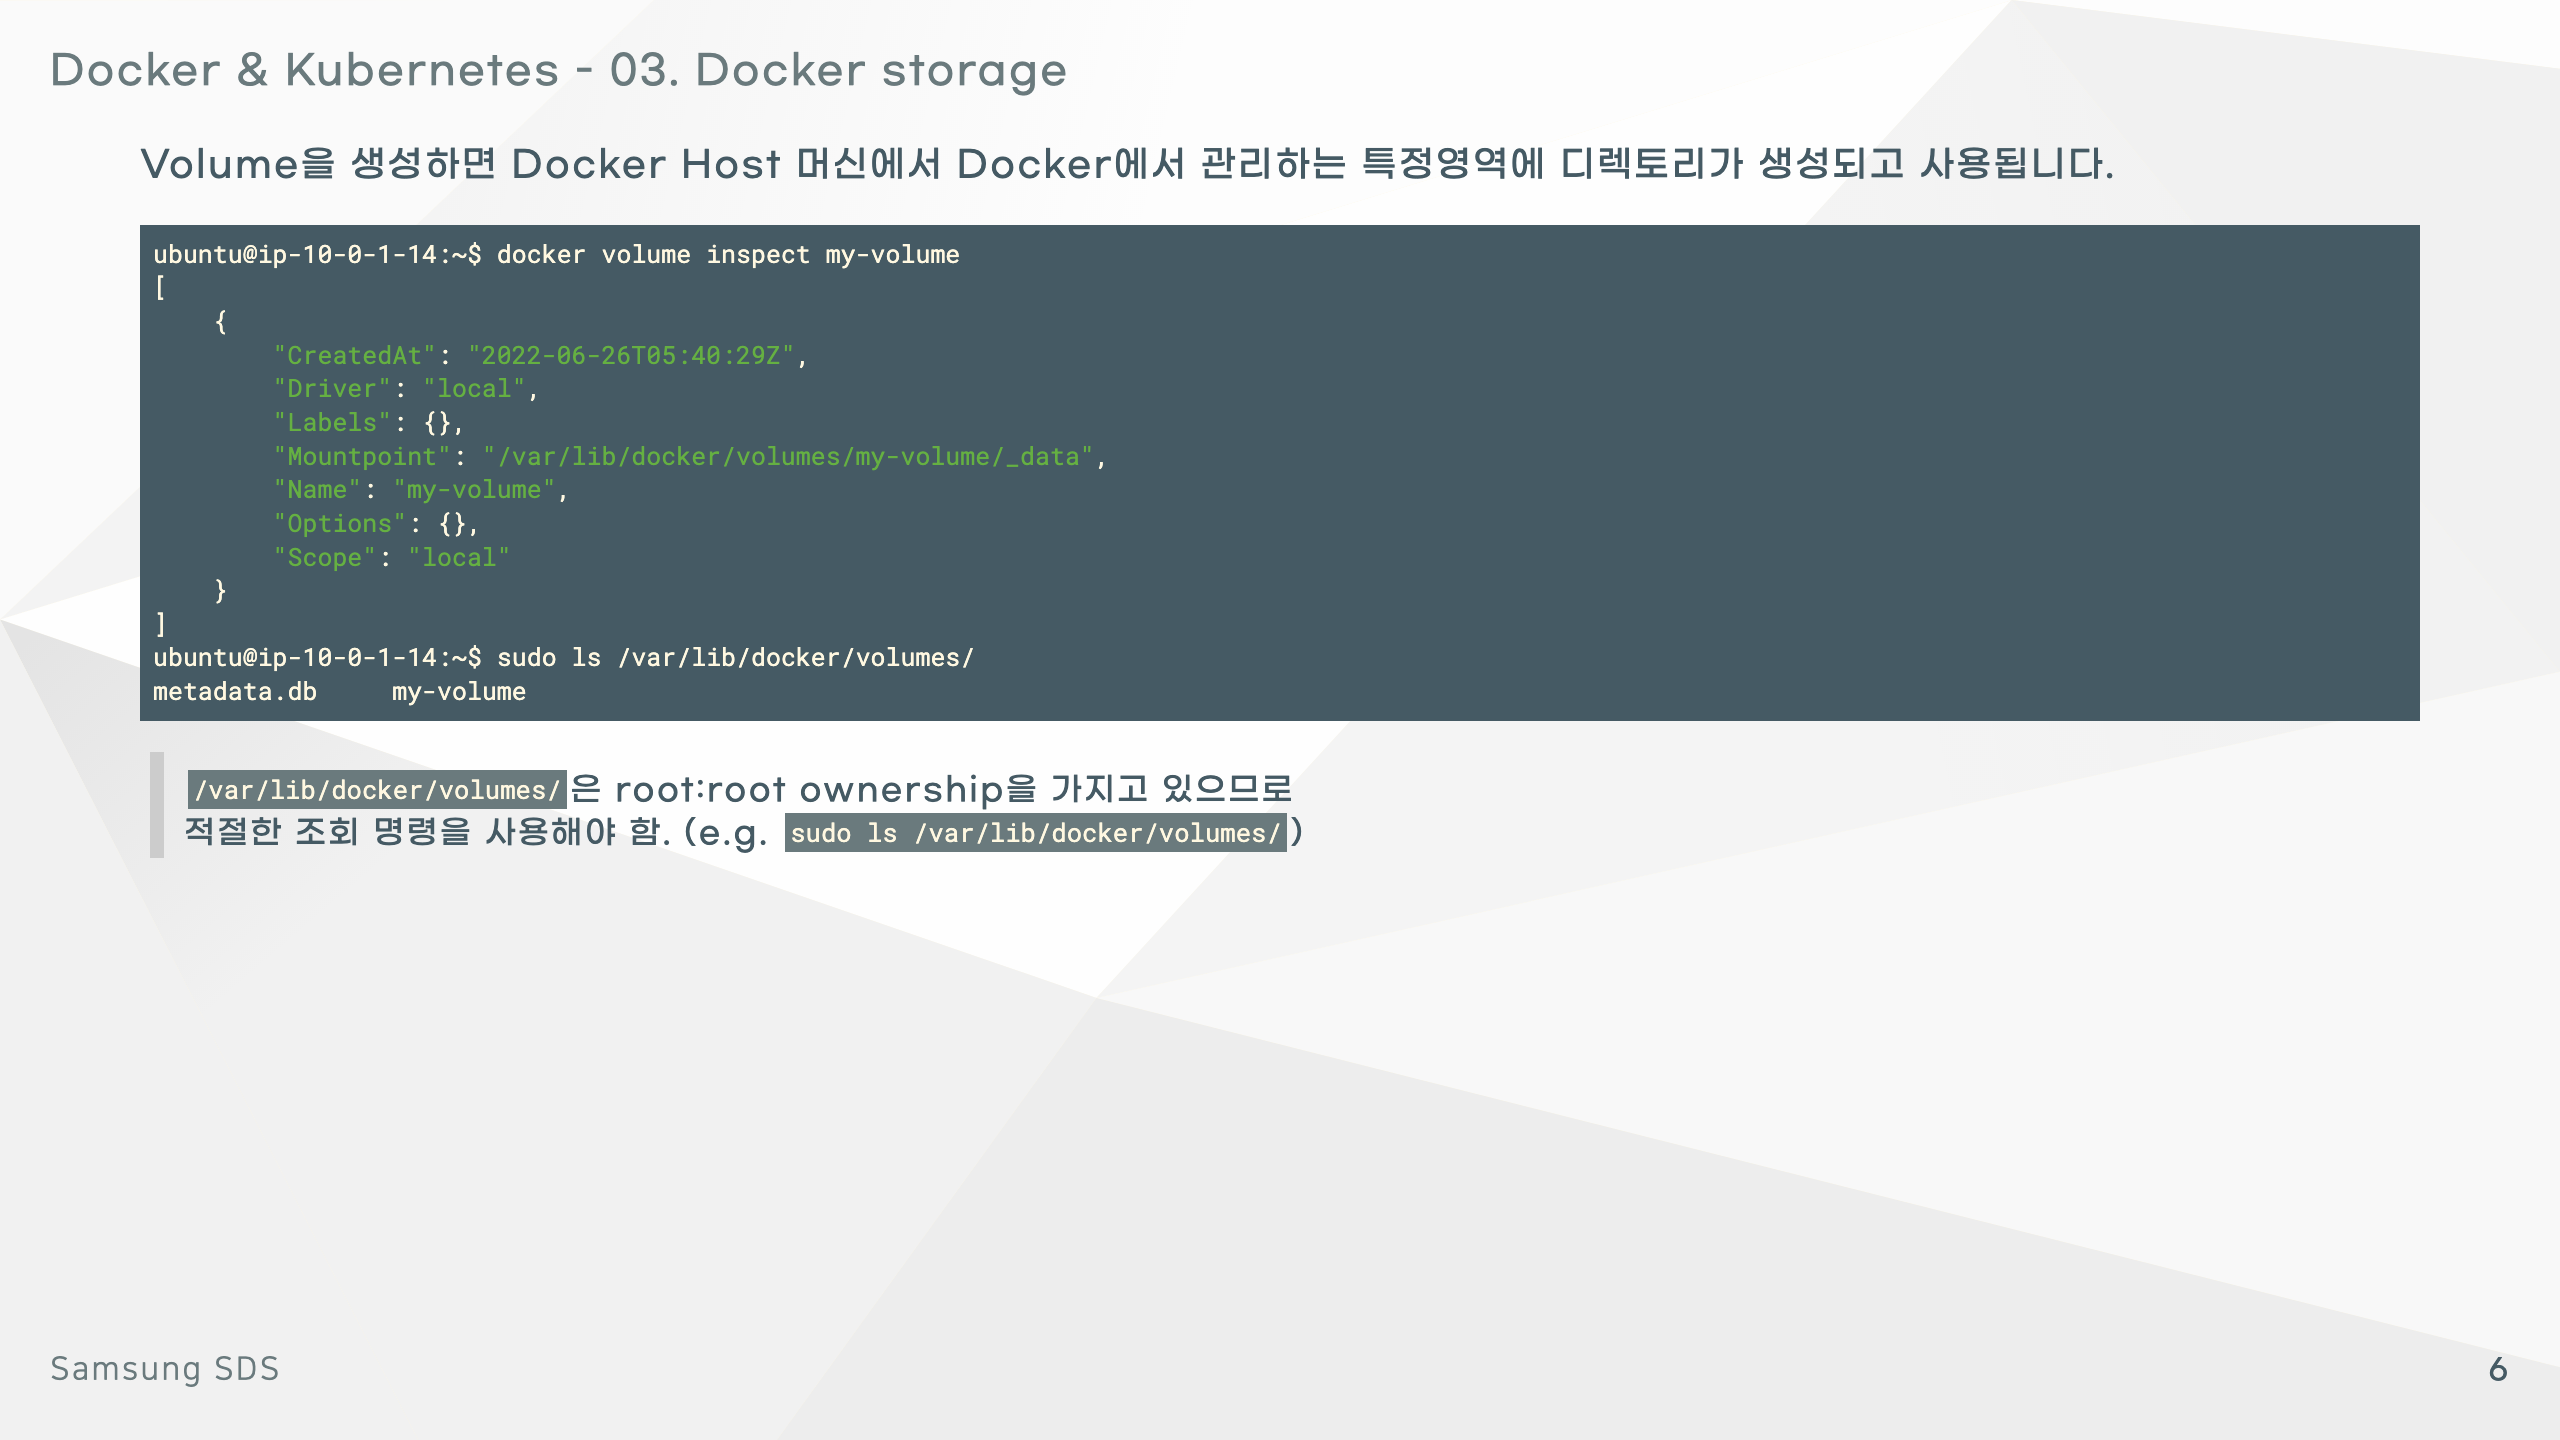 Docker & Kubernetes - 03. Docker storage
Volume을 생성하면 Docker Host 머신에서 Docker에서 관리하는 특정영역에 디렉토리가 생성되고 사용됩니다.
ubuntu@ip-10-0-1-14:~$ docker volume inspect my-volume
[
    {
        "CreatedAt": "2022-06-26T05:40:29Z",
        "Driver": "local",
        "Labels": {},
        "Mountpoint": "/var/lib/docker/volumes/my-volume/_data",
        "Name": "my-volume",
        "Options": {},
        "Scope": "local"
    }
]
ubuntu@ip-10-0-1-14:~$ sudo ls /var/lib/docker/volumes/
metadata.db     my-volume
/var/lib/docker/volumes/은 root:root ownership을 가지고 있으므로
적절한 조회 명령을 사용해야 함. (e.g. sudo ls /var/lib/docker/volumes/)
Samsung SDS
6